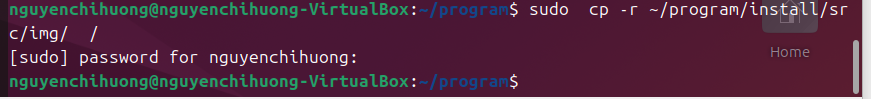 nguyenchihuong@nguyenchihuong-VirtualBox:~/program$ sudo  cp -r ~/program/install/sr
c/img/  /
Home
[sudo] password for nguyenchihuong:
nguyenchihuong@nguyenchihuong-VirtualBox:~/program$